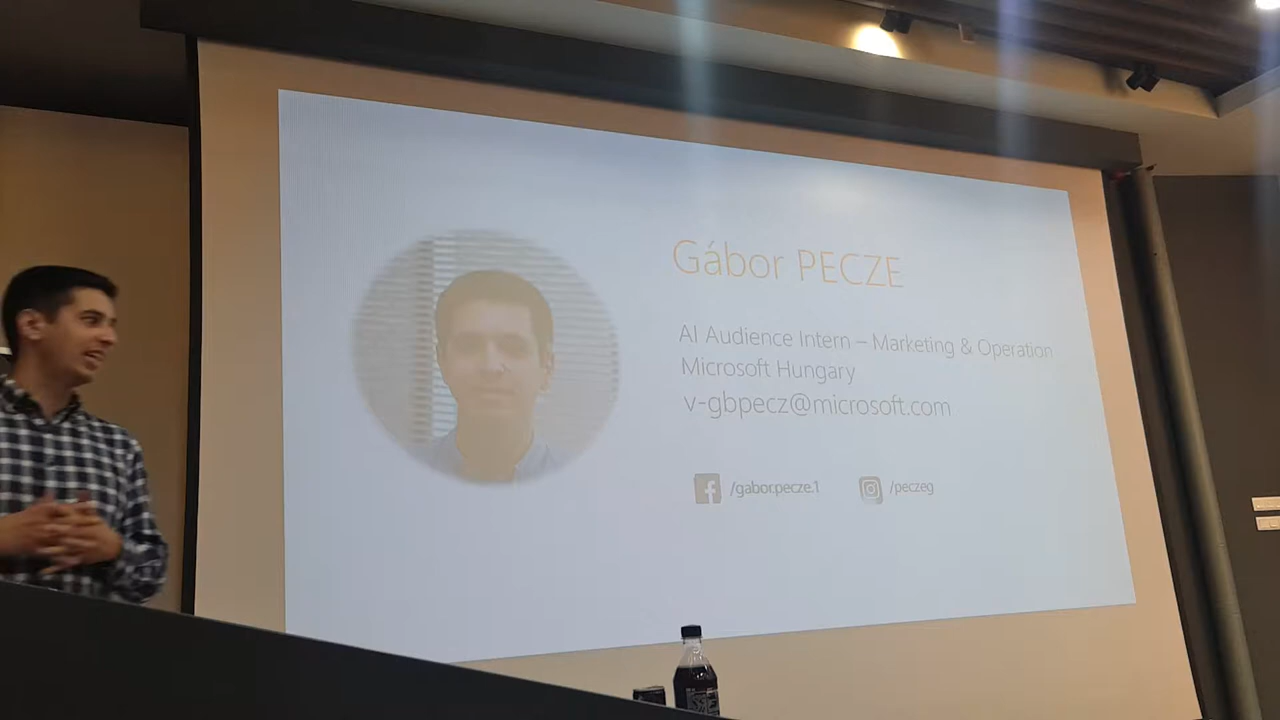 Gábor PECZE
AI Audience Intern – Marketing & Operation
Microsoft Hungary
v-gbpecz@microsoft.com
/gabor.pecze.1
/peczeg